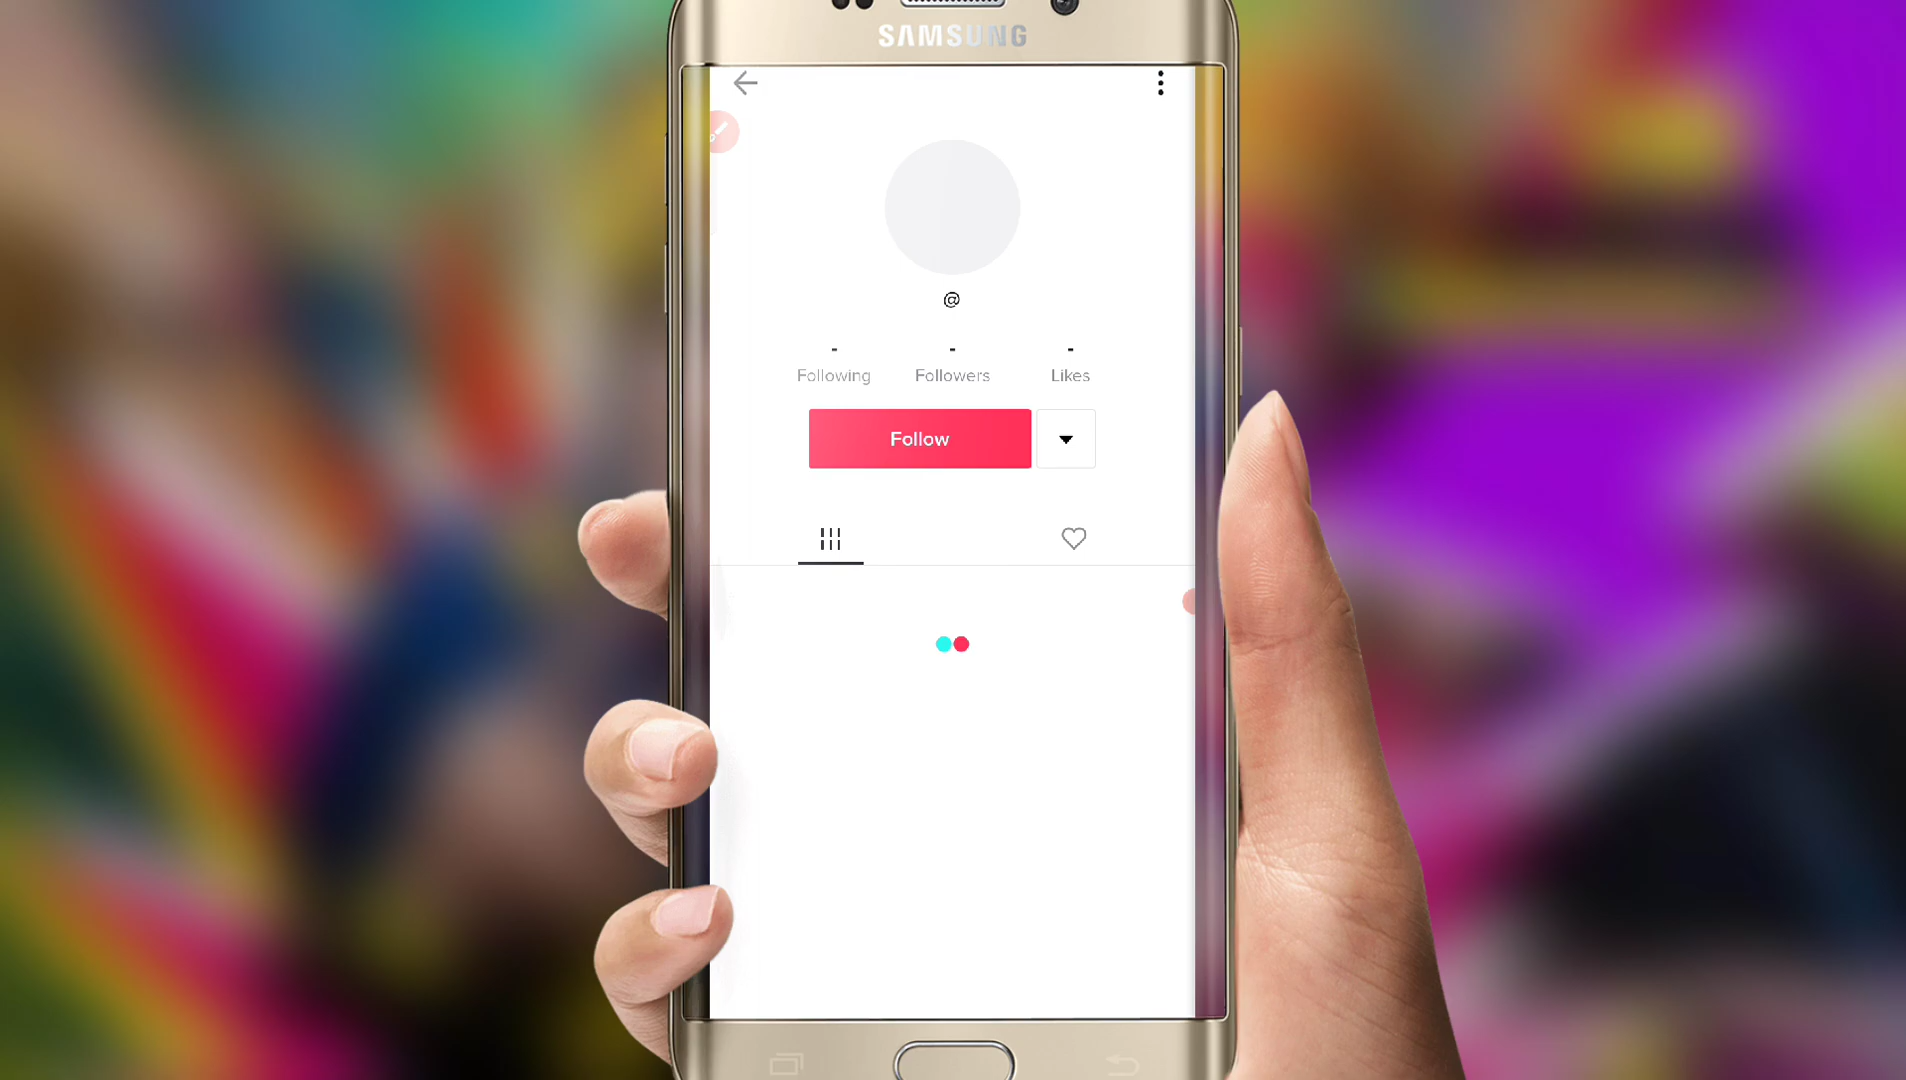 SAMSUNG
@
- - -
Following Followers Likes
Follow